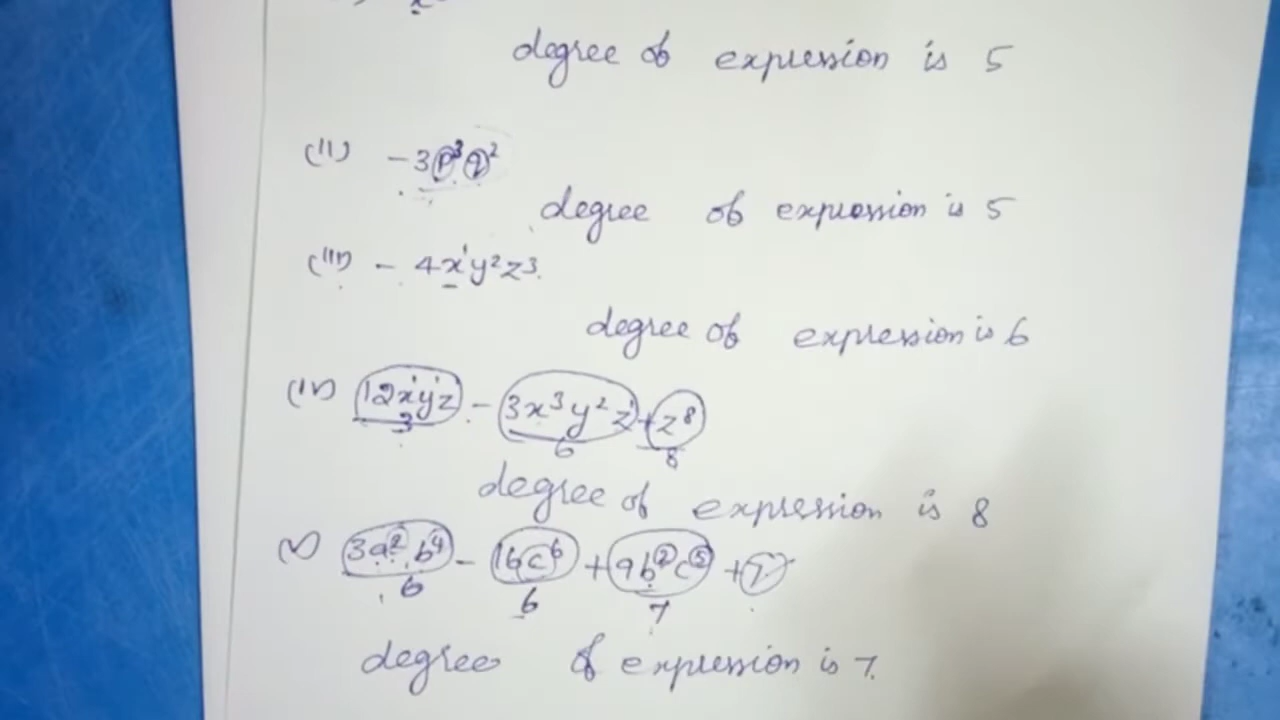 degree of expression is 5
(ii) -3p³q²
degree of expression is 5
(iii) - 4x¹y²z³.
degree of expression is 6
(iv) 12x¹y¹z - 3x³y²z¹ + z⁸
3 6 8
degree of expression is 8
(v) 3a²b⁴ - 16c⁶ + 9b²c⁵ + 7
6 6 7
degree of expression is 7.